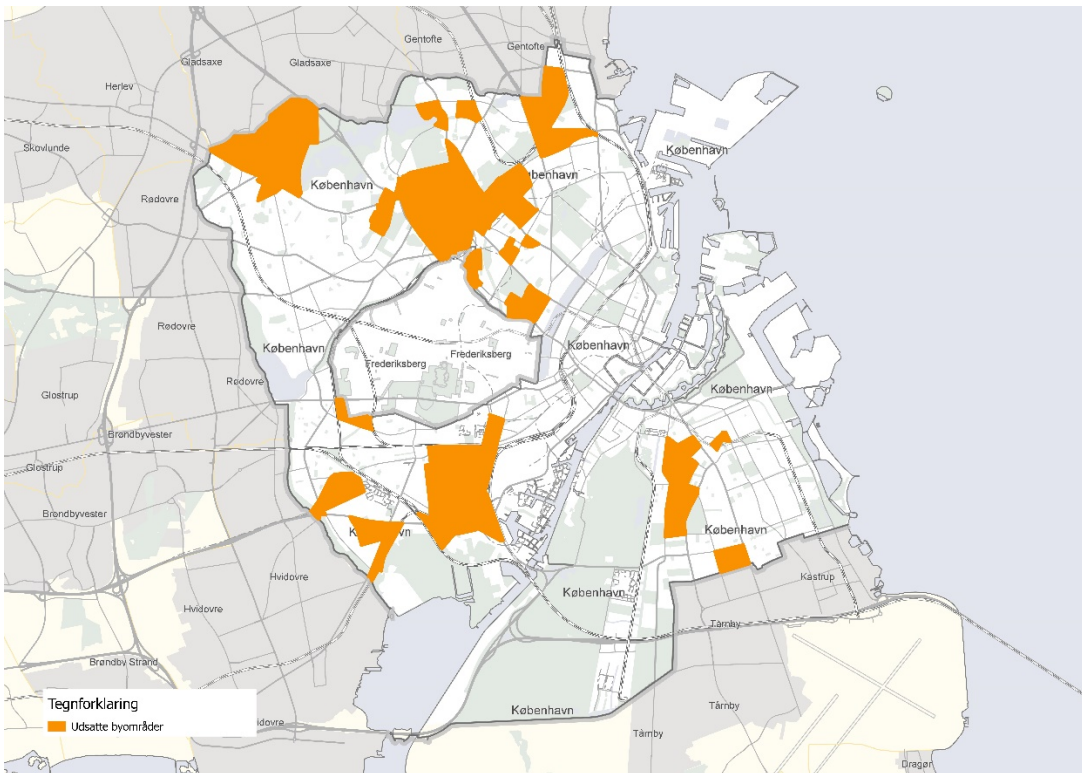 Gentofte
Gentofte
Gladsaxe
Gladsaxe
Herlev
København
Skovlunde
København
København
Rødovre
Rødovre
København
Frederiksberg
København
Frederiksberg
Rødovre
København
Glostrup
Brøndbyvester
Glostrup
Brøndbyvester
København
København
Hvidovre
Kastrup
København
Hvidovre
Tårnby
Brøndby Strand
Tegnforklaring
Udsatte byområder
København
Tårnby
Hvidovre
Tårnby
Dragør